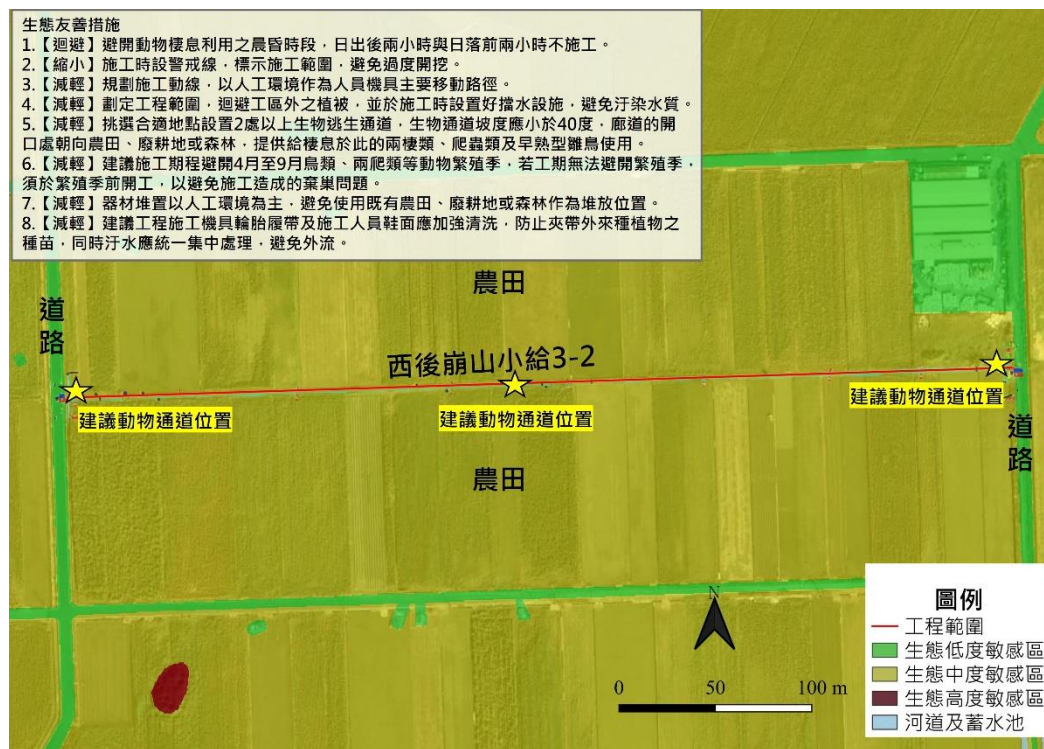 生態友善措施
1.【迴避】避開動物棲息利用之晨昏時段，日出後兩小時與日落前兩小時不施工。
2.【縮小】施工時設警戒線，標示施工範圍，避免過度開挖。
3.【減輕】規劃施工動線，以人工環境作為人員機具主要移動路徑。
4.【減輕】劃定工程範圍，迴避工區外之植被，並於施工時設置好擋水設施，避免汙染水質。
5.【減輕】挑選合適地點設置2處以上生物逃生通道，生物通道坡度應小於40度，廊道的開
口處朝向農田、廢耕地或森林，提供給棲息於此的兩棲類、爬蟲類及早熟型雛鳥使用。
6.【減輕】建議施工期程避開4月至9月鳥類、兩爬類等動物繁殖季，若工期無法避開繁殖季，
須於繁殖季前開工，以避免施工造成的棄巢問題。
7.【減輕】器材堆置以人工環境為主，避免使用既有農田、廢耕地或森林作為堆放位置。
8.【減輕】建議工程施工機具輪胎履帶及施工人員鞋面應加強清洗，防止夾帶外來種植物之
種苗，同時汙水應統一集中處理，避免外流。
農田
道路
西後崩山小給3-2
建議動物通道位置
建議動物通道位置
建議動物通道位置
道路
農田
N
0 50 100 m
圖例
工程範圍
生態低度敏感區
生態中度敏感區
生態高度敏感區
河道及蓄水池